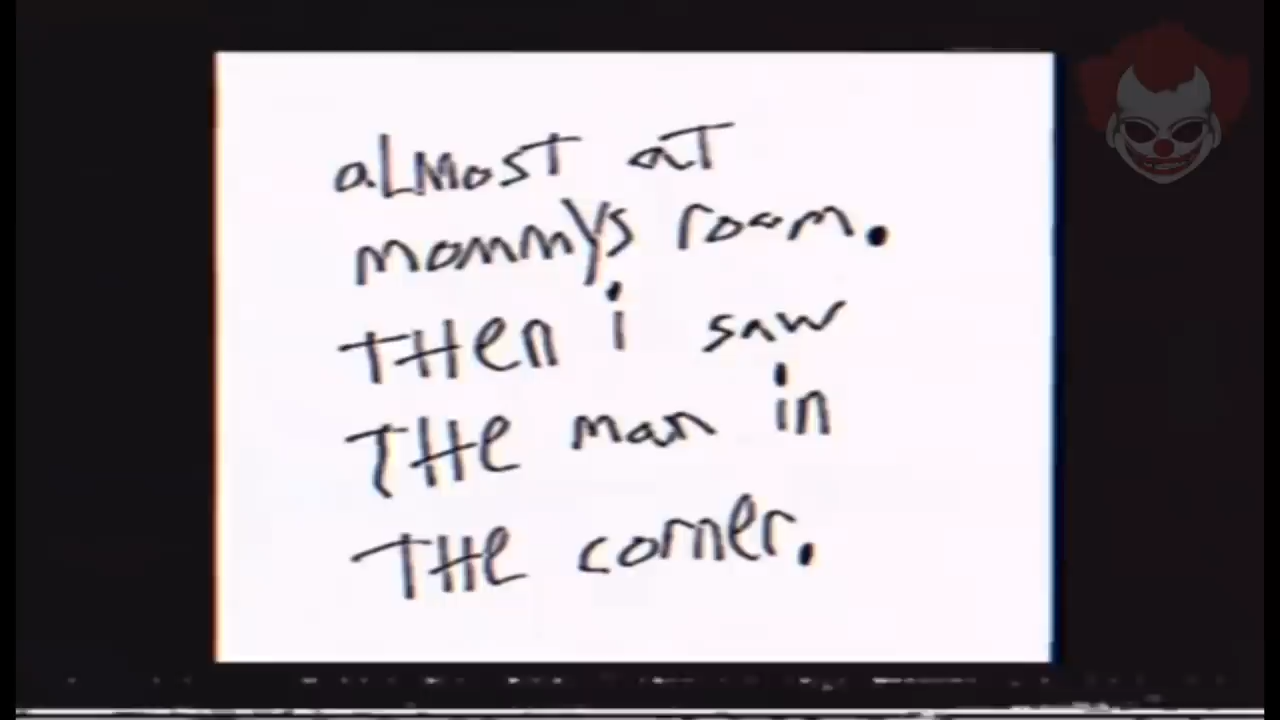 aLMosT aT
mommys room.
THen i saw
THe man in
THe corner.